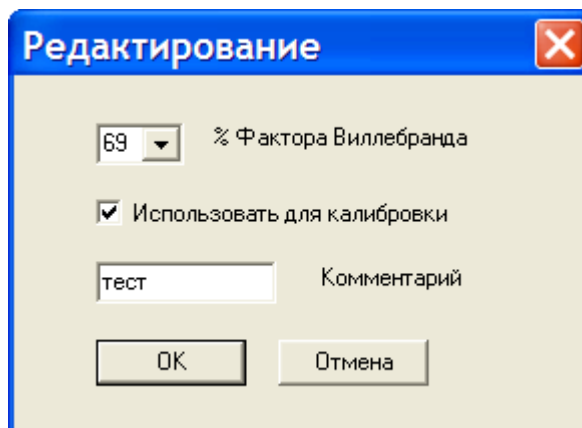 Редактирование
69 % Фактора Виллебранда
Использовать для калибровки
тест Комментарий
OK Отмена